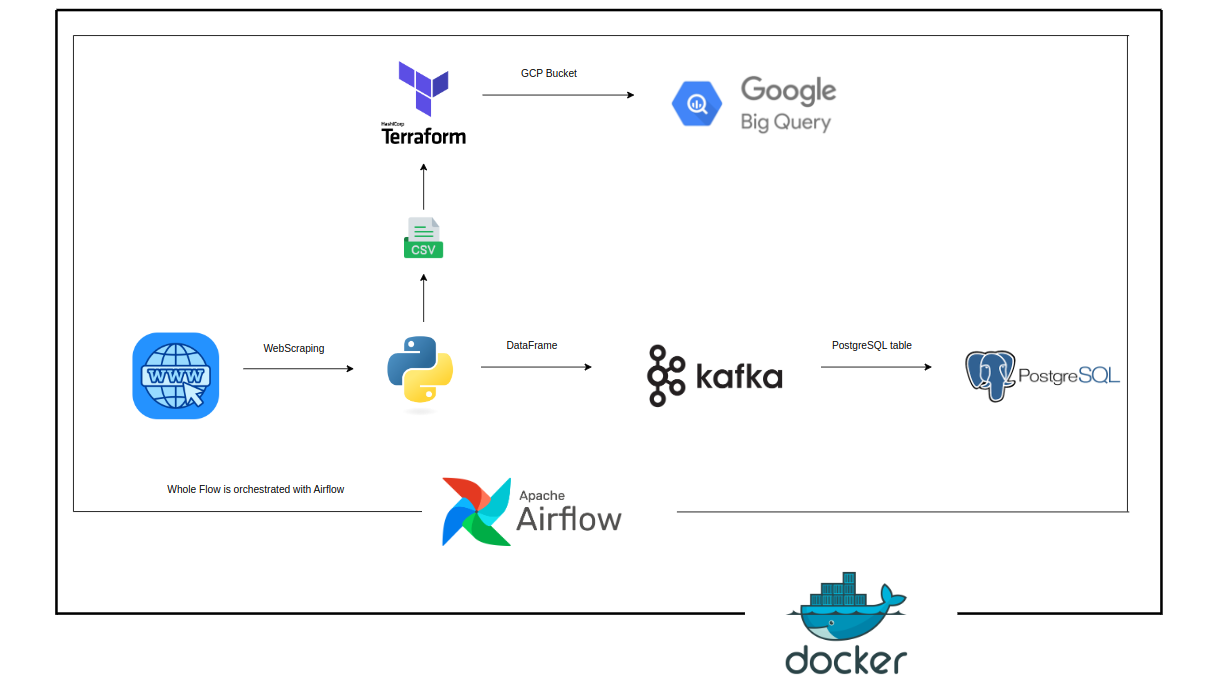 GCP Bucket
Google
Big Query
HashiCorp
Terraform
CSV
WebScraping
DataFrame
PostgreSQL table
WWW
kafka
PostgreSQL
Whole Flow is orchestrated with Airflow
Apache
Airflow
docker